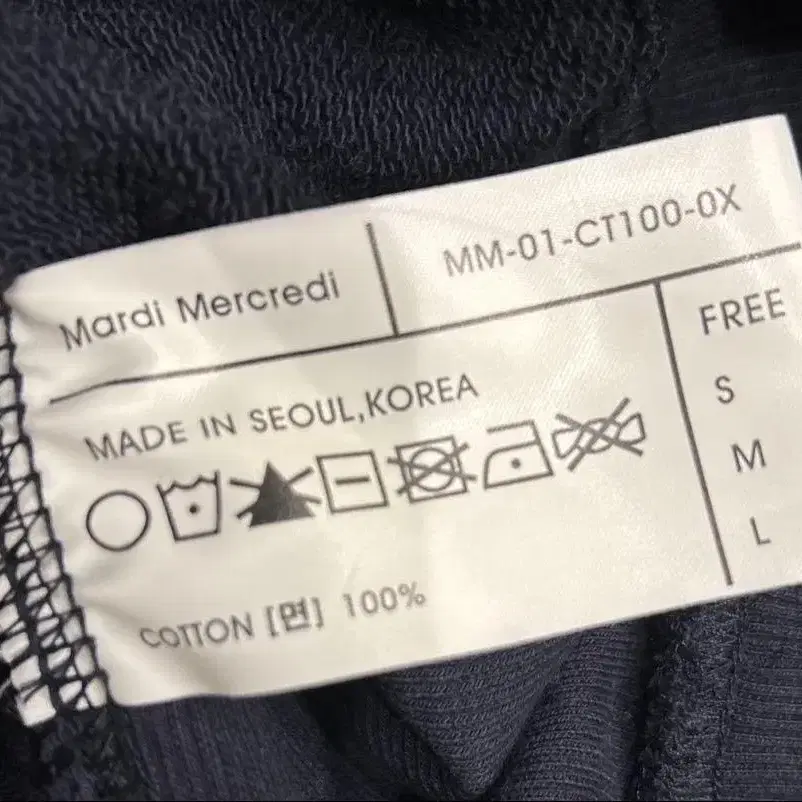 Mardi Mercredi
MM-01-CT100-0X
MADE IN SEOUL,KOREA
COTTON [면] 100%
FREE
S
M
L